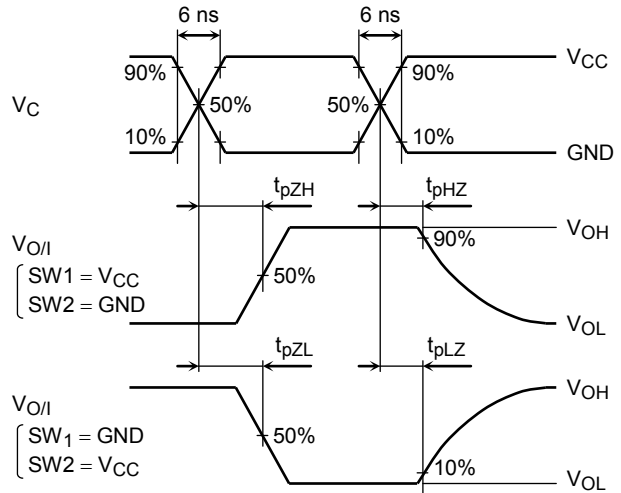 6 ns 6 ns
90% 90% V_CC
V_C 50% 50%
10% 10% GND
t_pZH t_pHZ
V_OH
V_O/I 90%
SW1 = V_CC 50%
SW2 = GND
V_OL
t_pZL t_pLZ
V_OH
V_O/I
SW_1 = GND 50%
SW2 = V_CC
10%
V_OL